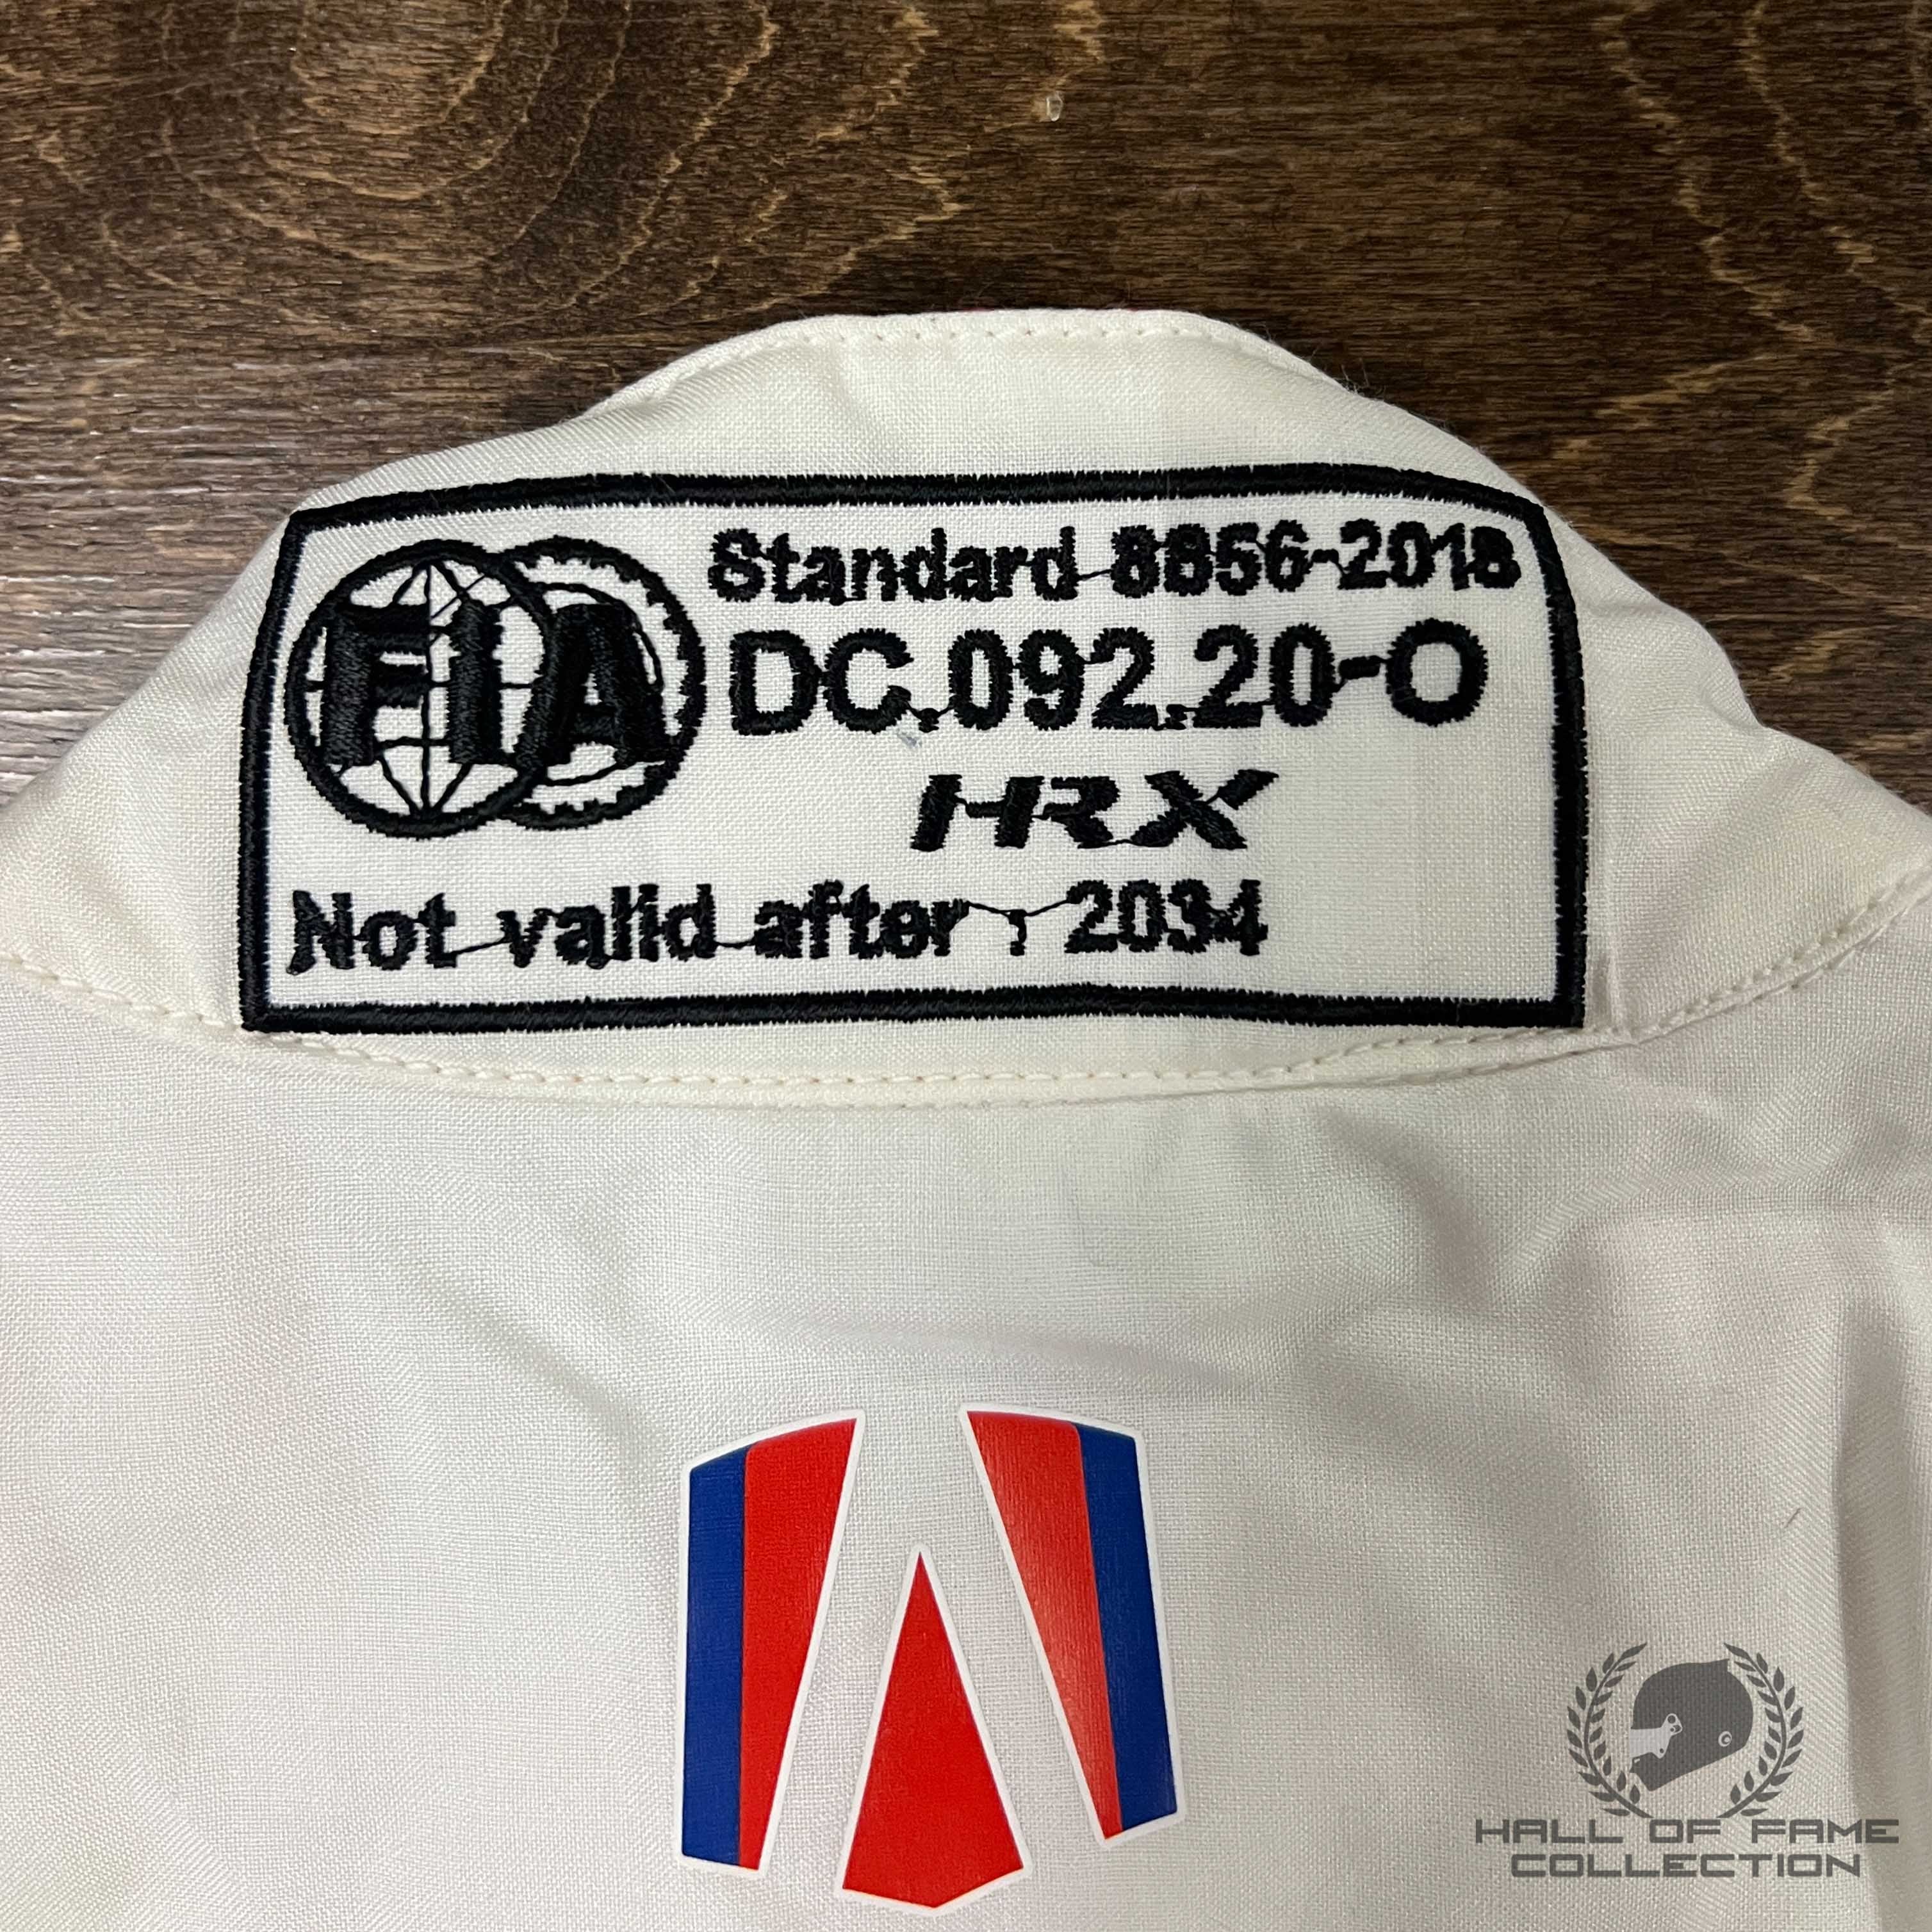 FIA
Standard 8856-2018
DC.092.20-O
HRX
Not valid after : 2034
HALL OF FAME
COLLECTION